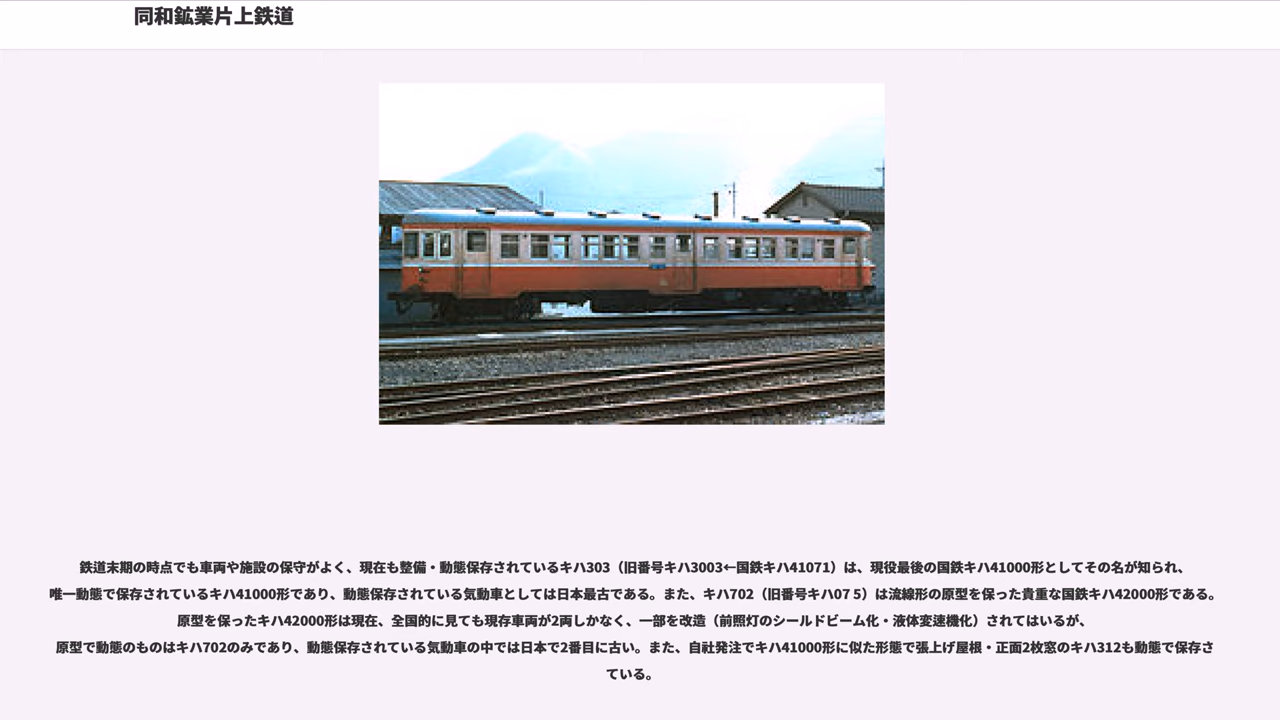 同和鉱業片上鉄道
鉄道末期の時点でも車両や施設の保守がよく、現在も整備・動態保存されているキハ303（旧番号キハ3003←国鉄キハ41071）は、現役最後の国鉄キハ41000形としてその名が知られ、
唯一動態で保存されているキハ41000形であり、動態保存されている気動車としては日本最古である。また、キハ702（旧番号キハ07 5）は流線形の原型を保った貴重な国鉄キハ42000形である。
原型を保ったキハ42000形は現在、全国的に見ても現存車両が2両しかなく、一部を改造（前照灯のシールドビーム化・液体変速機化）されてはいるが、
原型で動態のものはキハ702のみであり、動態保存されている気動車の中では日本で2番目に古い。また、自社発注でキハ41000形に似た形態で張上げ屋根・正面2枚窓のキハ312も動態で保存さ
ている。